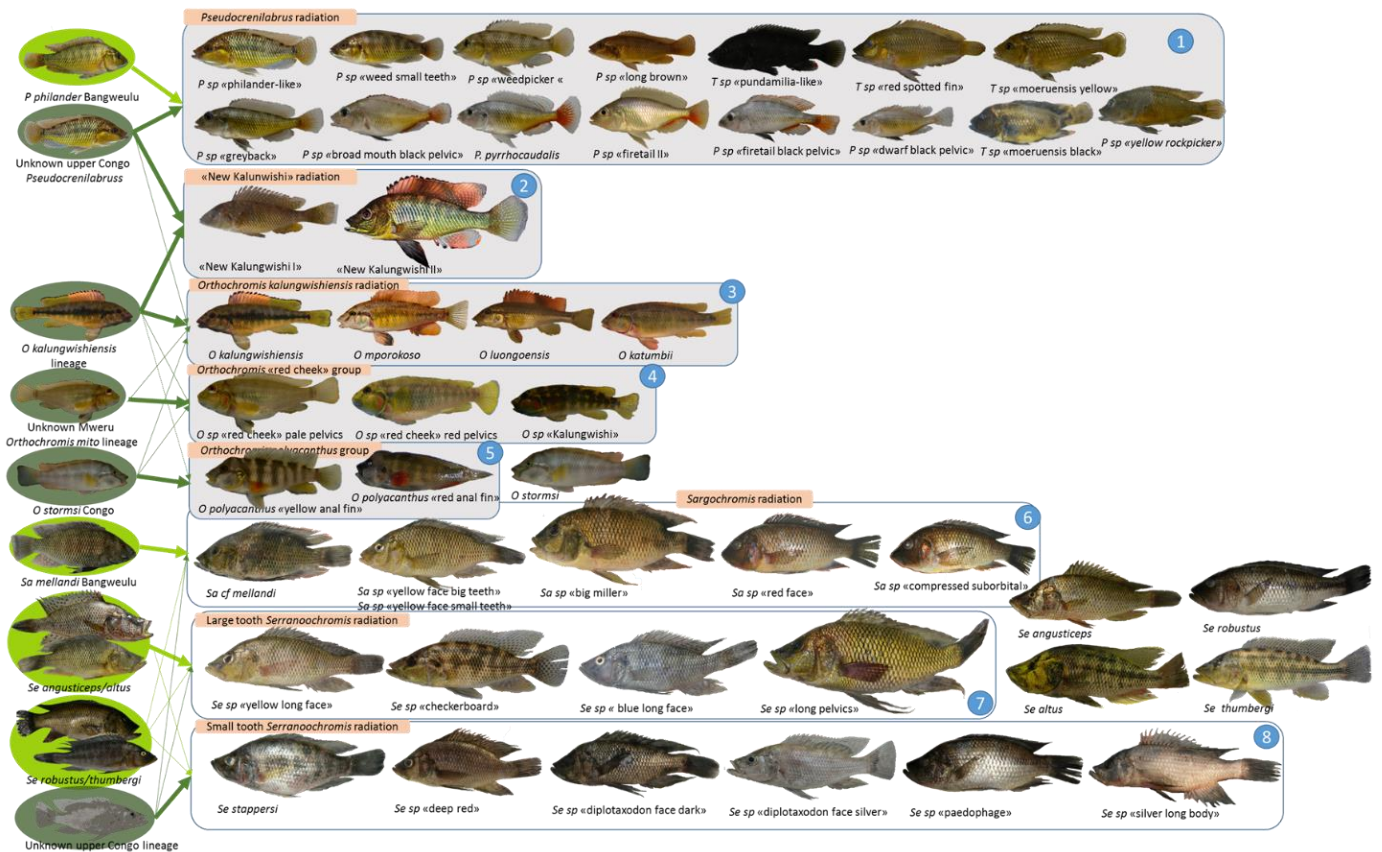 Pseudocrenilabrus radiation
1
P philander Bangweulu
P sp «philander-like»
P sp «weed small teeth»
P sp «weedpicker «
P sp «long brown»
T sp «pundamilia-like»
T sp «red spotted fin»
T sp «moeruensis yellow»
Unknown upper Congo
Pseudocrenilabruss
P sp «greyback»
P sp «broad mouth black pelvic»
P. pyrrhocaudalis
P sp «firetail II»
P sp «firetail black pelvic»
P sp «dwarf black pelvic»
T sp «moeruensis black»
P sp «yellow rockpicker»
«New Kalunwishi» radiation
2
«New Kalungwishi I»
«New Kalungwishi II»
Orthochromis kalungwishiensis radiation
3
O kalungwishiensis
lineage
O kalungwishiensis
O mporokoso
O luongoensis
O katumbii
Orthochromis «red cheek» group
4
Unknown Mweru
Orthochromis mito lineage
O sp «red cheek» pale pelvics
O sp «red cheek» red pelvics
O sp «Kalungwishi»
5
O stormsi Congo
O polyacanthus «yellow anal fin»
O polyacanthus «red anal fin»
O stormsi
Sargochromis radiation
6
Sa mellandi Bangweulu
Sa cf mellandi
Sa sp «yellow face big teeth»
Sa sp «yellow face small teeth»
Sa sp «big miller»
Sa sp «red face»
Sa sp «compressed suborbital»
Se angusticeps
Se robustus
Large tooth Serranoochromis radiation
7
Se angusticeps/altus
Se sp «yellow long face»
Se sp «checkerboard»
Se sp « blue long face»
Se sp «long pelvics»
Se altus
Se thumbergi
Small tooth Serranoochromis radiation
8
Se robustus/thumbergi
Se stappersi
Se sp «deep red»
Se sp «diplotaxodon face dark»
Se sp «diplotaxodon face silver»
Se sp «paedophage»
Se sp «silver long body»
Unknown upper Congo lineage